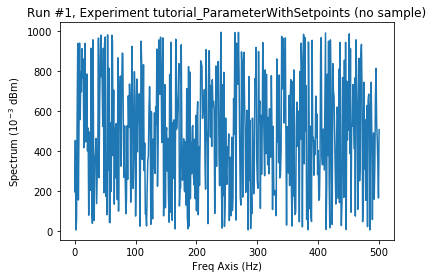 Run #1, Experiment tutorial_ParameterWithSetpoints (no sample)
1000
800
600
400
200
0
Spectrum (10⁻³ dBm)
0 100 200 300 400 500
Freq Axis (Hz)